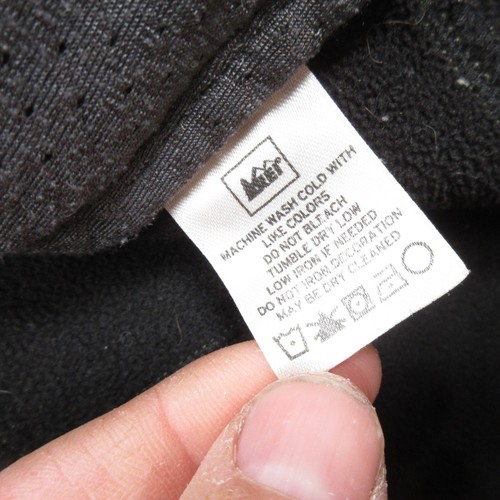 REI
MACHINE WASH COLD WITH
LIKE COLORS
DO NOT BLEACH
TUMBLE DRY LOW
LOW IRON IF NEEDED
DO NOT IRON DECORATION
MAY BE DRY CLEANED